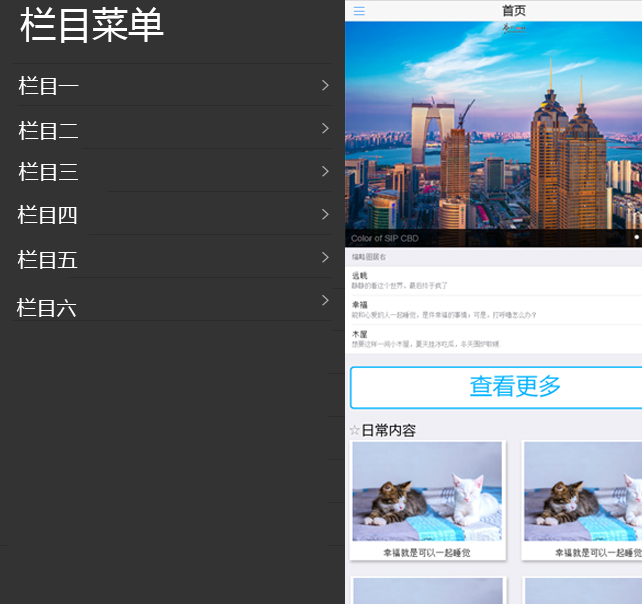 栏目菜单
栏目一
栏目二
栏目三
栏目四
栏目五
栏目六
首页
Color of SIP CBD
缩略图居右
远眺
静静的看这个世界，最后终于疯了
幸福
能和心爱的人一起睡觉，是件幸福的事情；可是，打呼噜怎么办？
木屋
想要这样一间小木屋，夏天挂冰吃瓜，冬天围炉取暖.
查看更多
☆日常内容
幸福就是可以一起睡觉
幸福就是可以一起睡觉